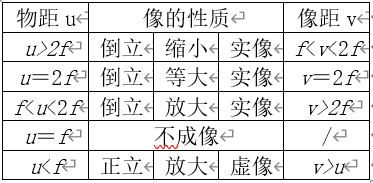 物距 u 像的性质 像距 v
u>2f 倒立 缩小 实像 f<v<2f
u=2f 倒立 等大 实像 v=2f
f<u<2f 倒立 放大 实像 v>2f
u=f 不成像 /
u<f 正立 放大 虚像 v>u